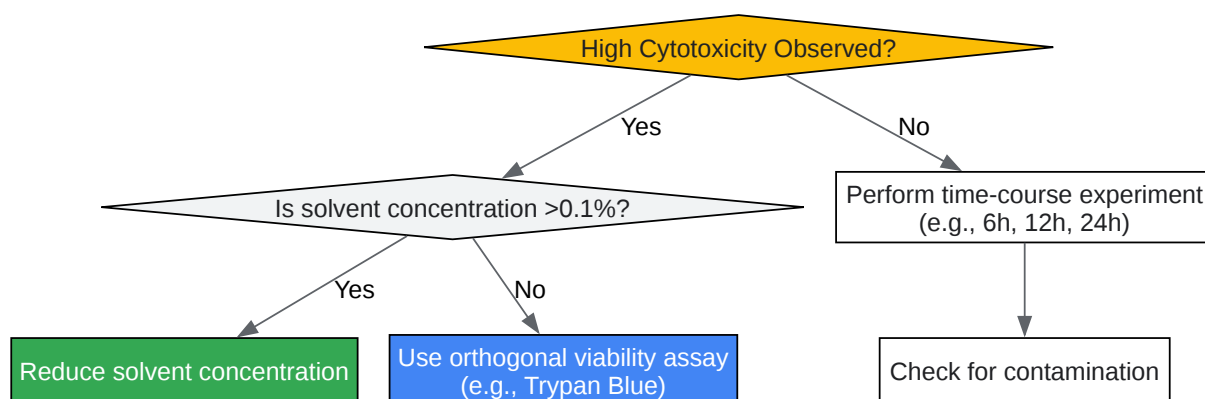 High Cytotoxicity Observed?
Yes
No
Is solvent concentration >0.1%?
Perform time-course experiment
(e.g., 6h, 12h, 24h)
Yes
No
Reduce solvent concentration
Use orthogonal viability assay
(e.g., Trypan Blue)
Check for contamination